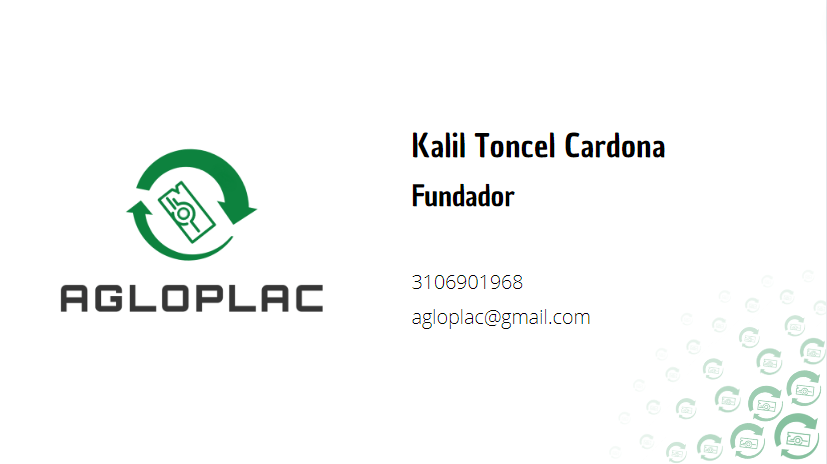 Kalil Toncel Cardona
Fundador
AGLOPLAC
3106901968
agloplac@gmail.com